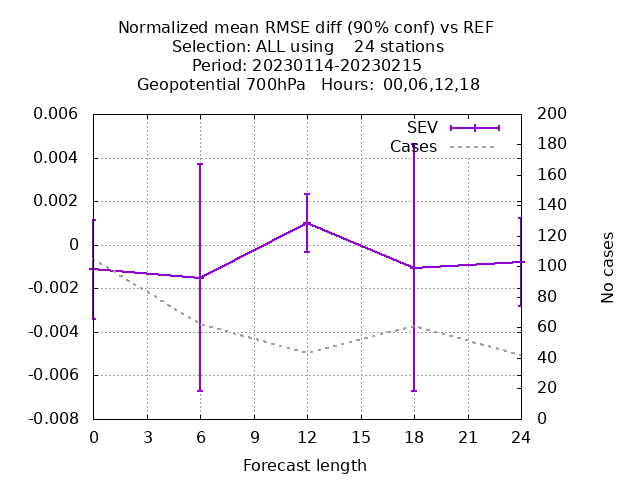 Normalized mean RMSE diff (90% conf) vs REF
Selection: ALL using    24 stations
Period: 20230114-20230215
Geopotential 700hPa   Hours:  00,06,12,18
0.006
0.004
0.002
0
-0.002
-0.004
-0.006
-0.008
SEV
Cases
200
180
160
140
120
100
80
60
40
20
0
No cases
0 3 6 9 12 15 18 21 24
Forecast length